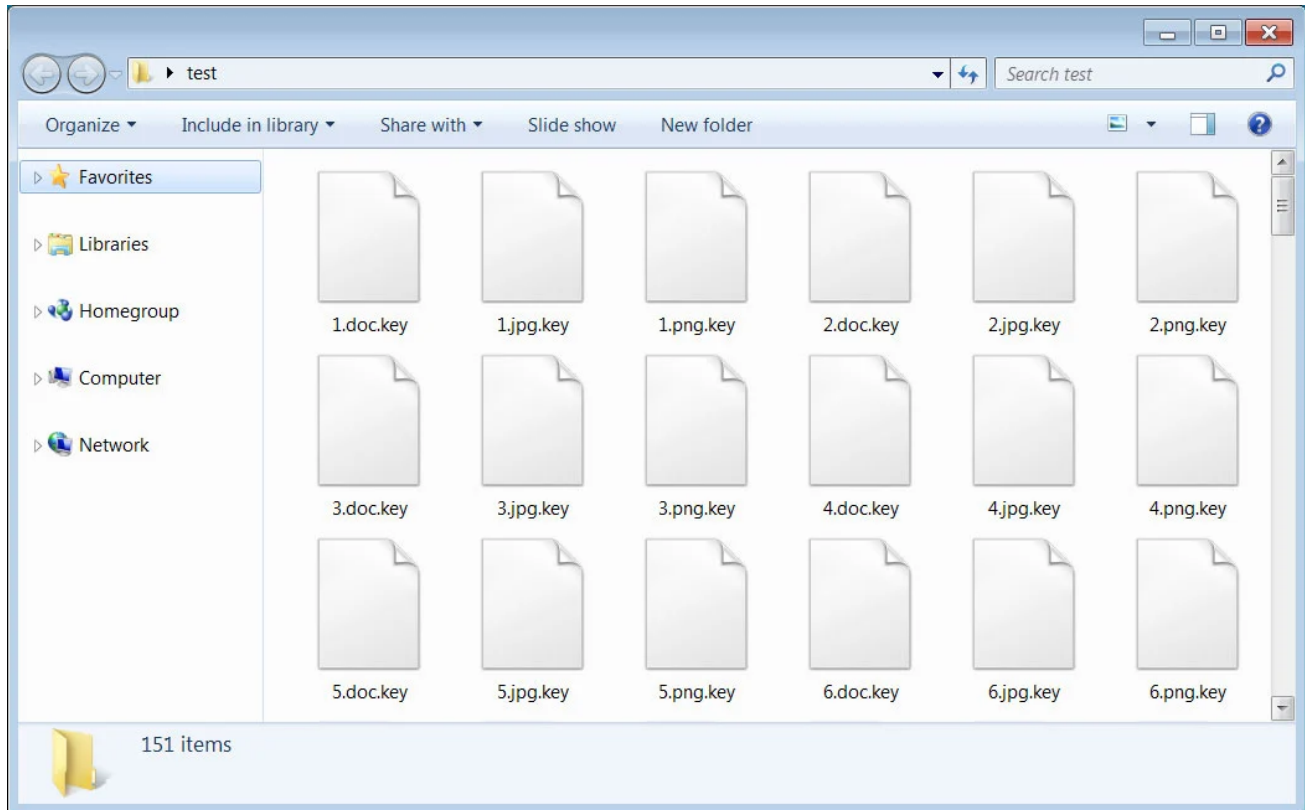 test
Search test
Organize Include in library Share with Slide show New folder
Favorites
Libraries
Homegroup
Computer
Network
1.doc.key 1.jpg.key 1.png.key 2.doc.key 2.jpg.key 2.png.key
3.doc.key 3.jpg.key 3.png.key 4.doc.key 4.jpg.key 4.png.key
5.doc.key 5.jpg.key 5.png.key 6.doc.key 6.jpg.key 6.png.key
151 items